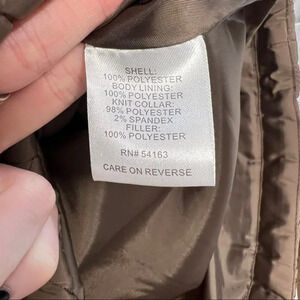 SHELL:
100% POLYESTER
BODY LINING:
100% POLYESTER
KNIT COLLAR:
98% POLYESTER
2% SPANDEX
FILLER:
100% POLYESTER
RN# 54163
CARE ON REVERSE